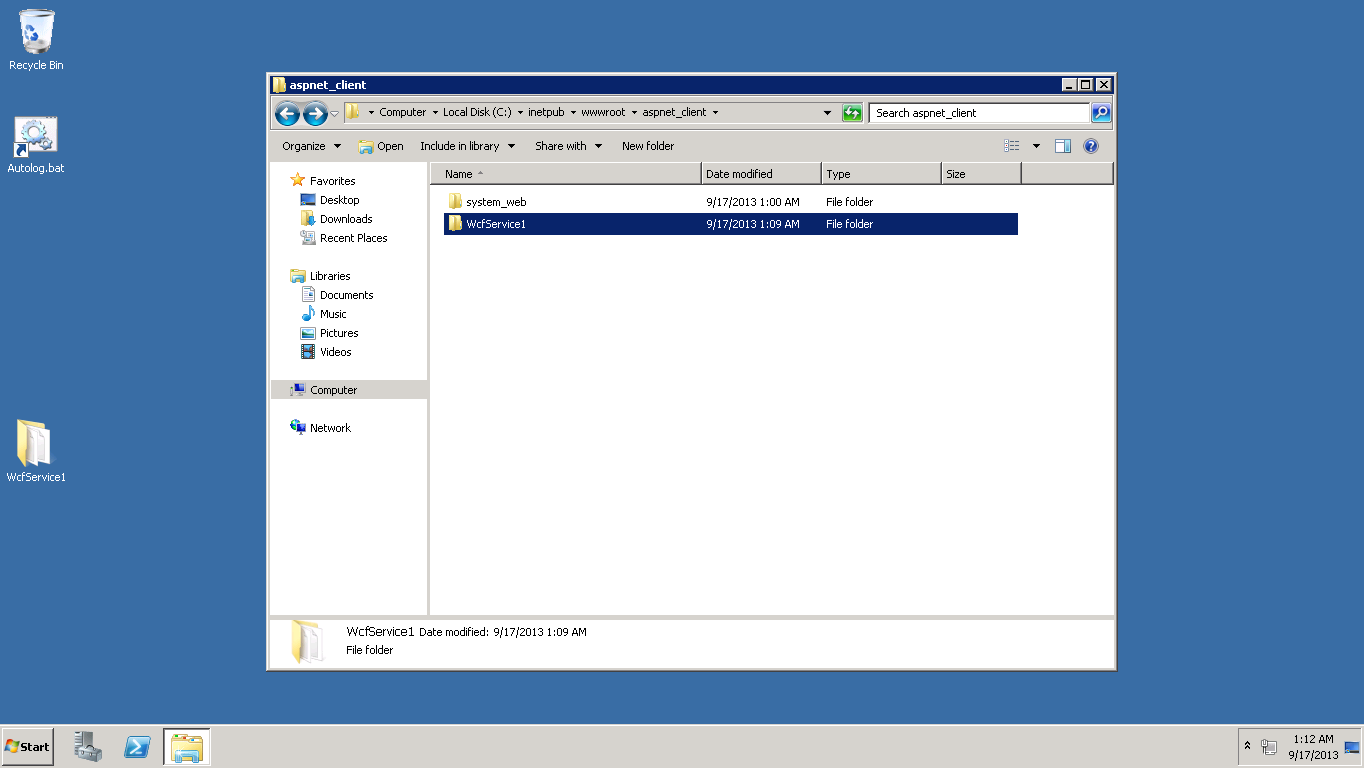 Recycle Bin
Autolog.bat
WcfService1
aspnet_client
Computer Local Disk (C:) inetpub wwwroot aspnet_client
Search aspnet_client
Organize Open Include in library Share with New folder
Favorites
Desktop
Downloads
Recent Places
Libraries
Documents
Music
Pictures
Videos
Computer
Network
Name Date modified Type Size
system_web 9/17/2013 1:00 AM File folder
WcfService1 9/17/2013 1:09 AM File folder
WcfService1 Date modified: 9/17/2013 1:09 AM
File folder
Start
1:12 AM
9/17/2013